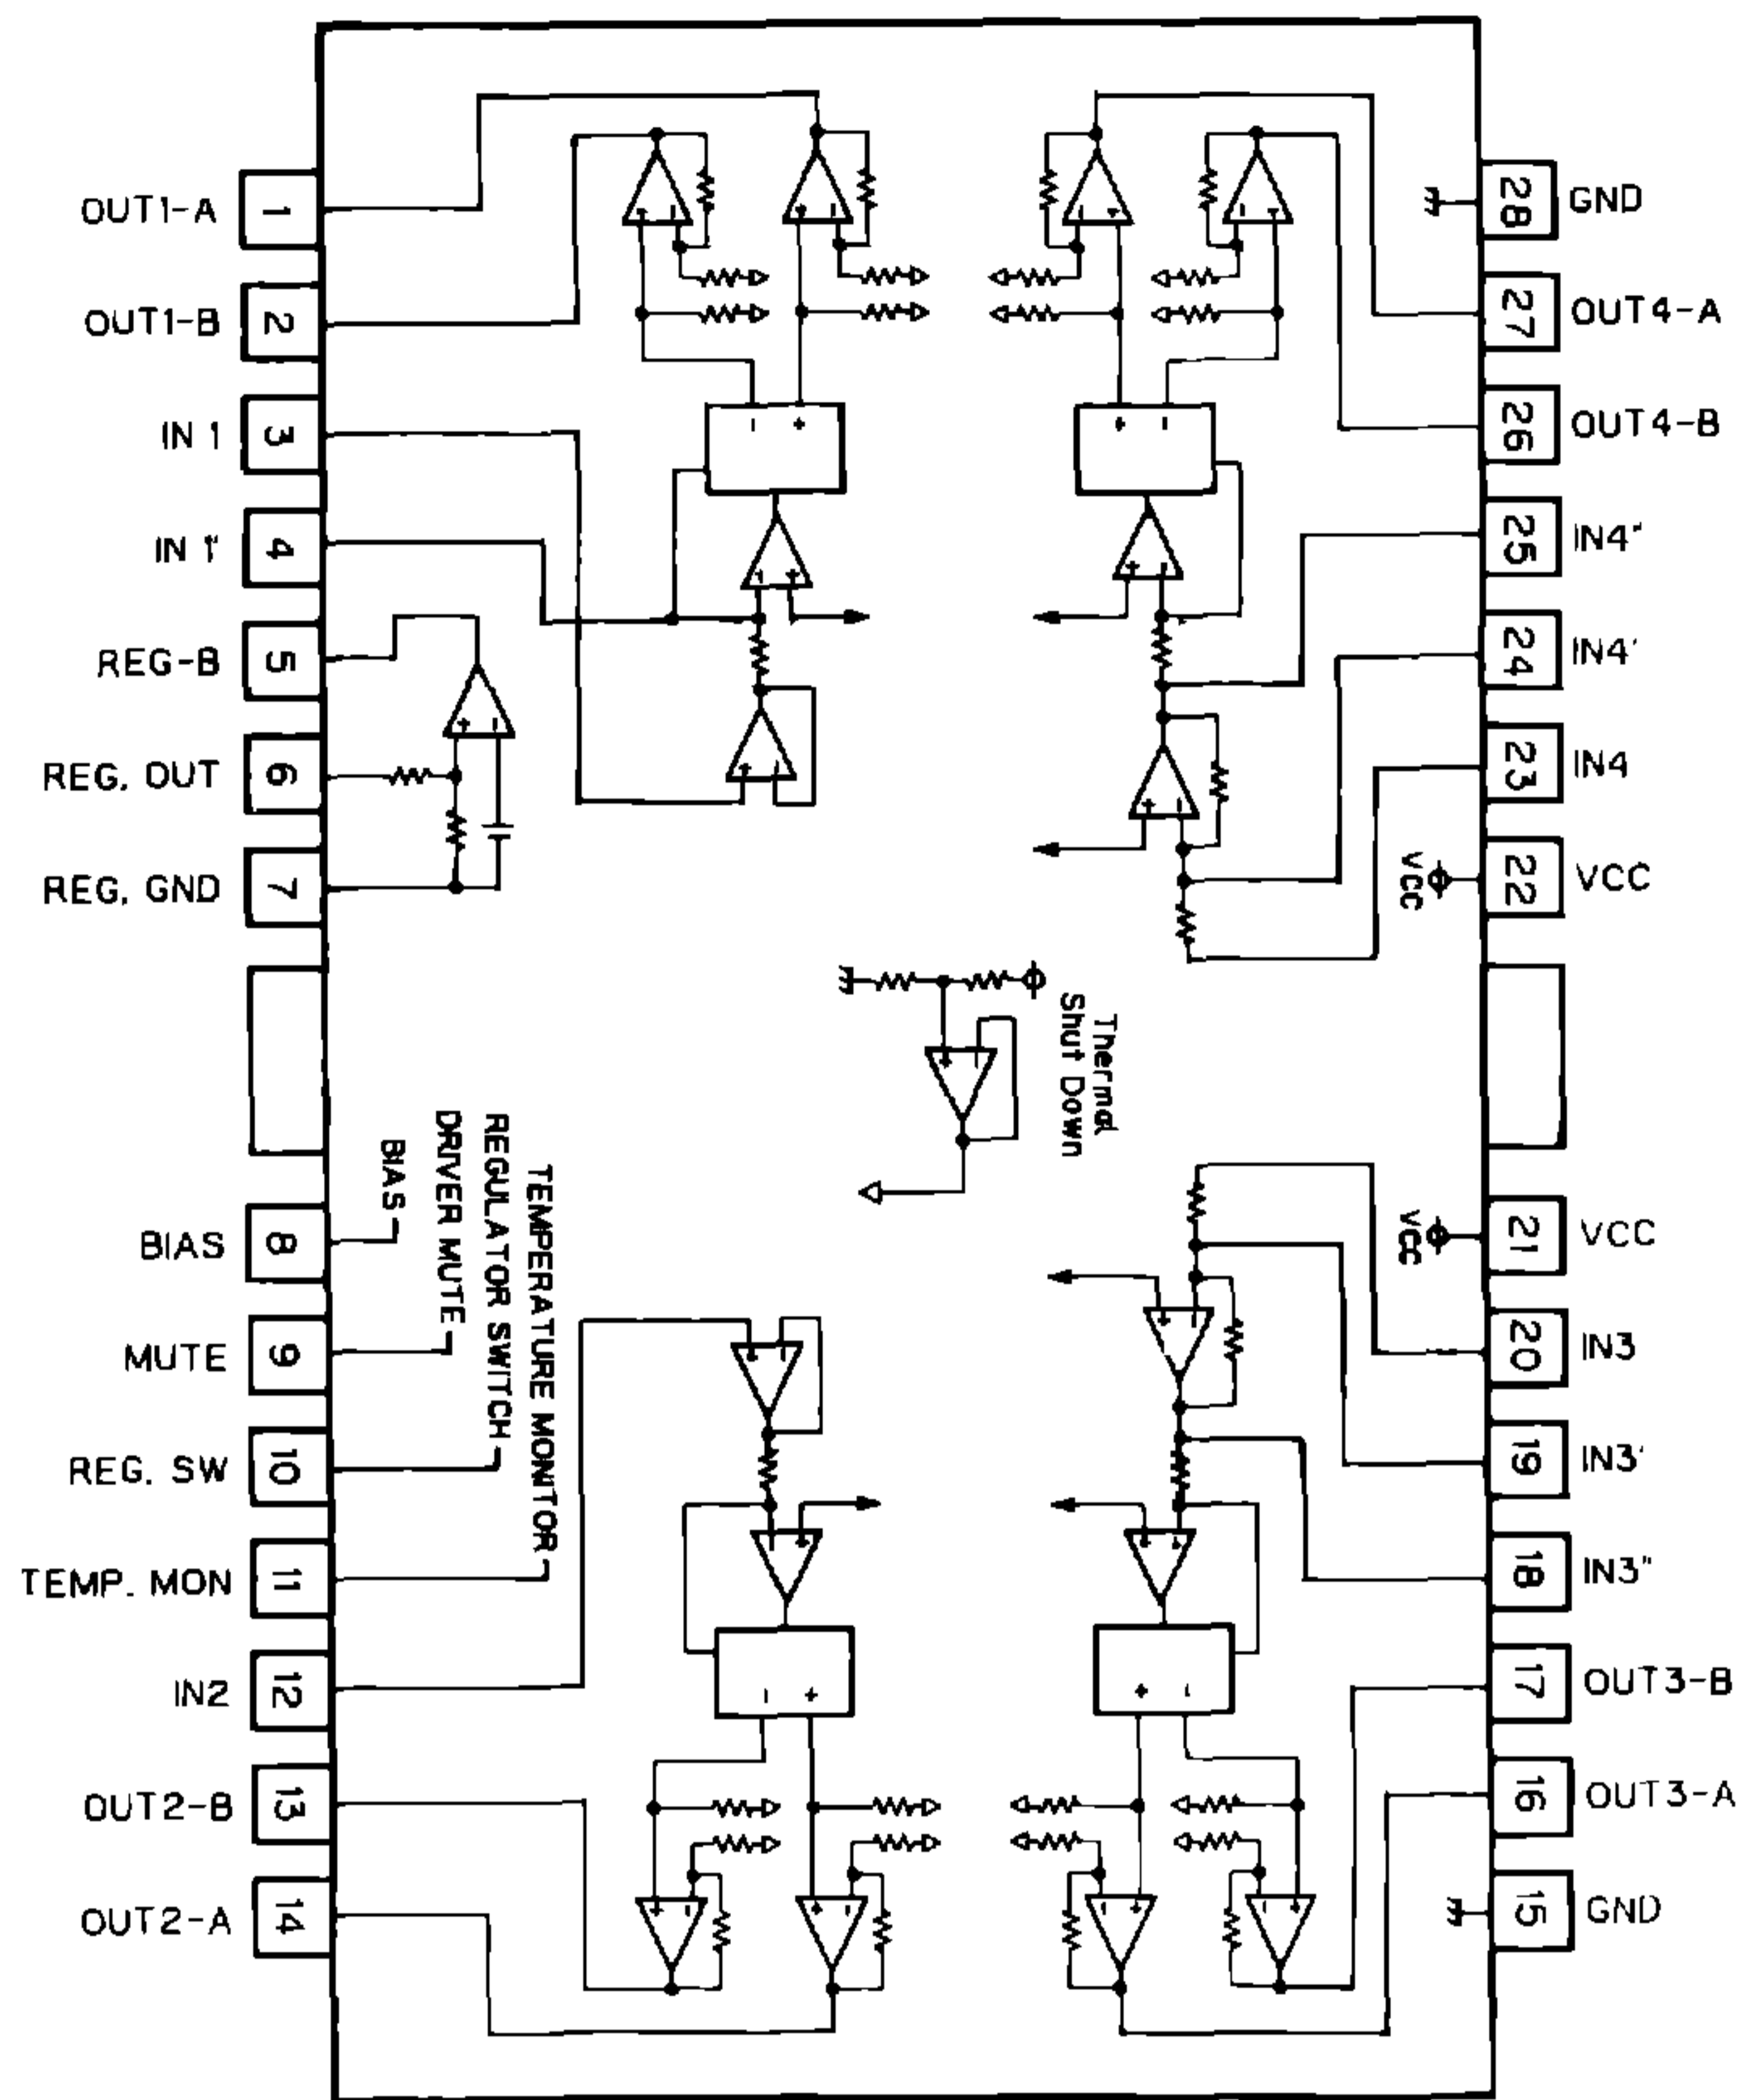 OUT1-A 1
OUT1-B 2
IN 1 3
IN 1' 4
REG-B 5
REG. OUT 6
REG. GND 7
BIAS 8
MUTE 9
REG. SW 10
TEMP. MON 11
IN2 12
OUT2-B 13
OUT2-A 14
28 GND
27 OUT4-A
26 OUT4-B
25 IN4"
24 IN4'
23 IN4
22 VCC
21 VCC
20 IN3
19 IN3'
18 IN3"
17 OUT3-B
16 OUT3-A
15 GND
VCC
VCC
Thermal
Shut Down
BIAS
DRIVER MUTE
REGULATOR SWITCH
TEMPERATURE MONITOR